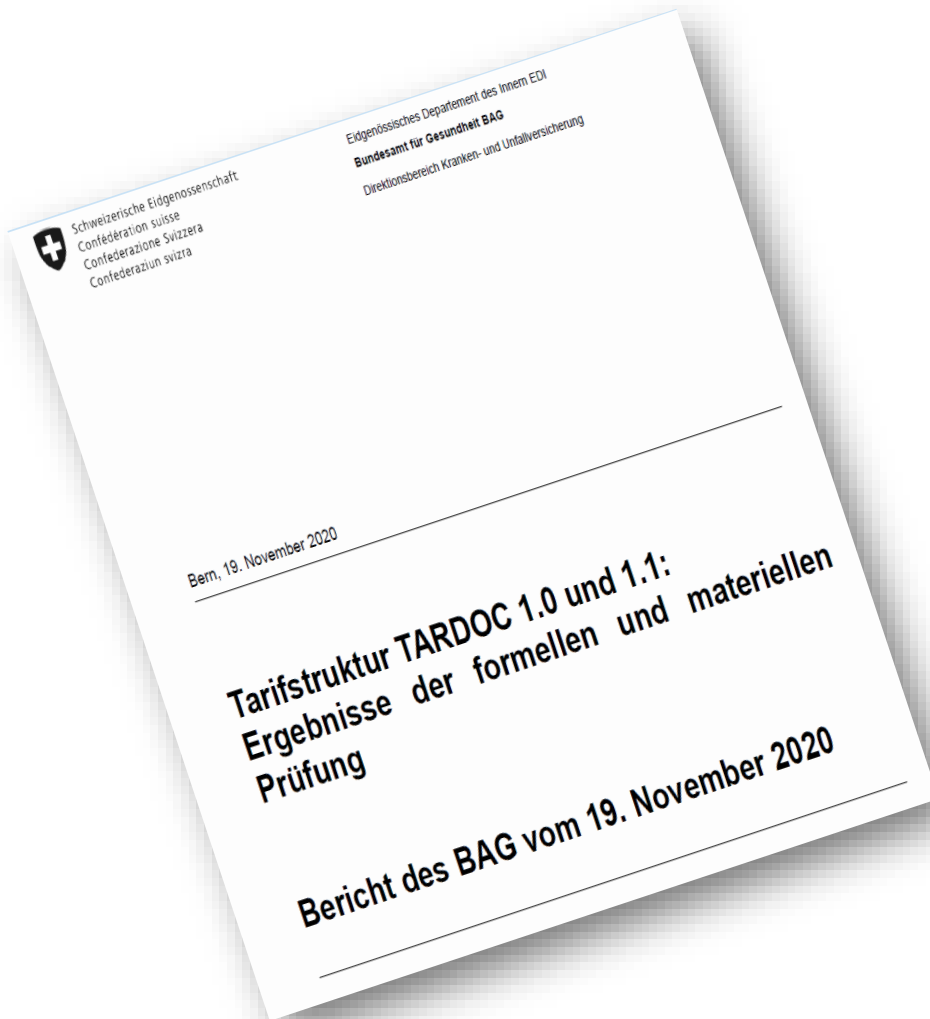 Schweizerische Eidgenossenschaft
Confédération suisse
Confederazione Svizzera
Confederaziun svizra
Eidgenössisches Departement des Innern EDI
Bundesamt für Gesundheit BAG
Direktionsbereich Kranken- und Unfallversicherung
Bern, 19. November 2020
Tarifstruktur TARDOC 1.0 und 1.1:
Ergebnisse der formellen und materiellen
Prüfung
Bericht des BAG vom 19. November 2020